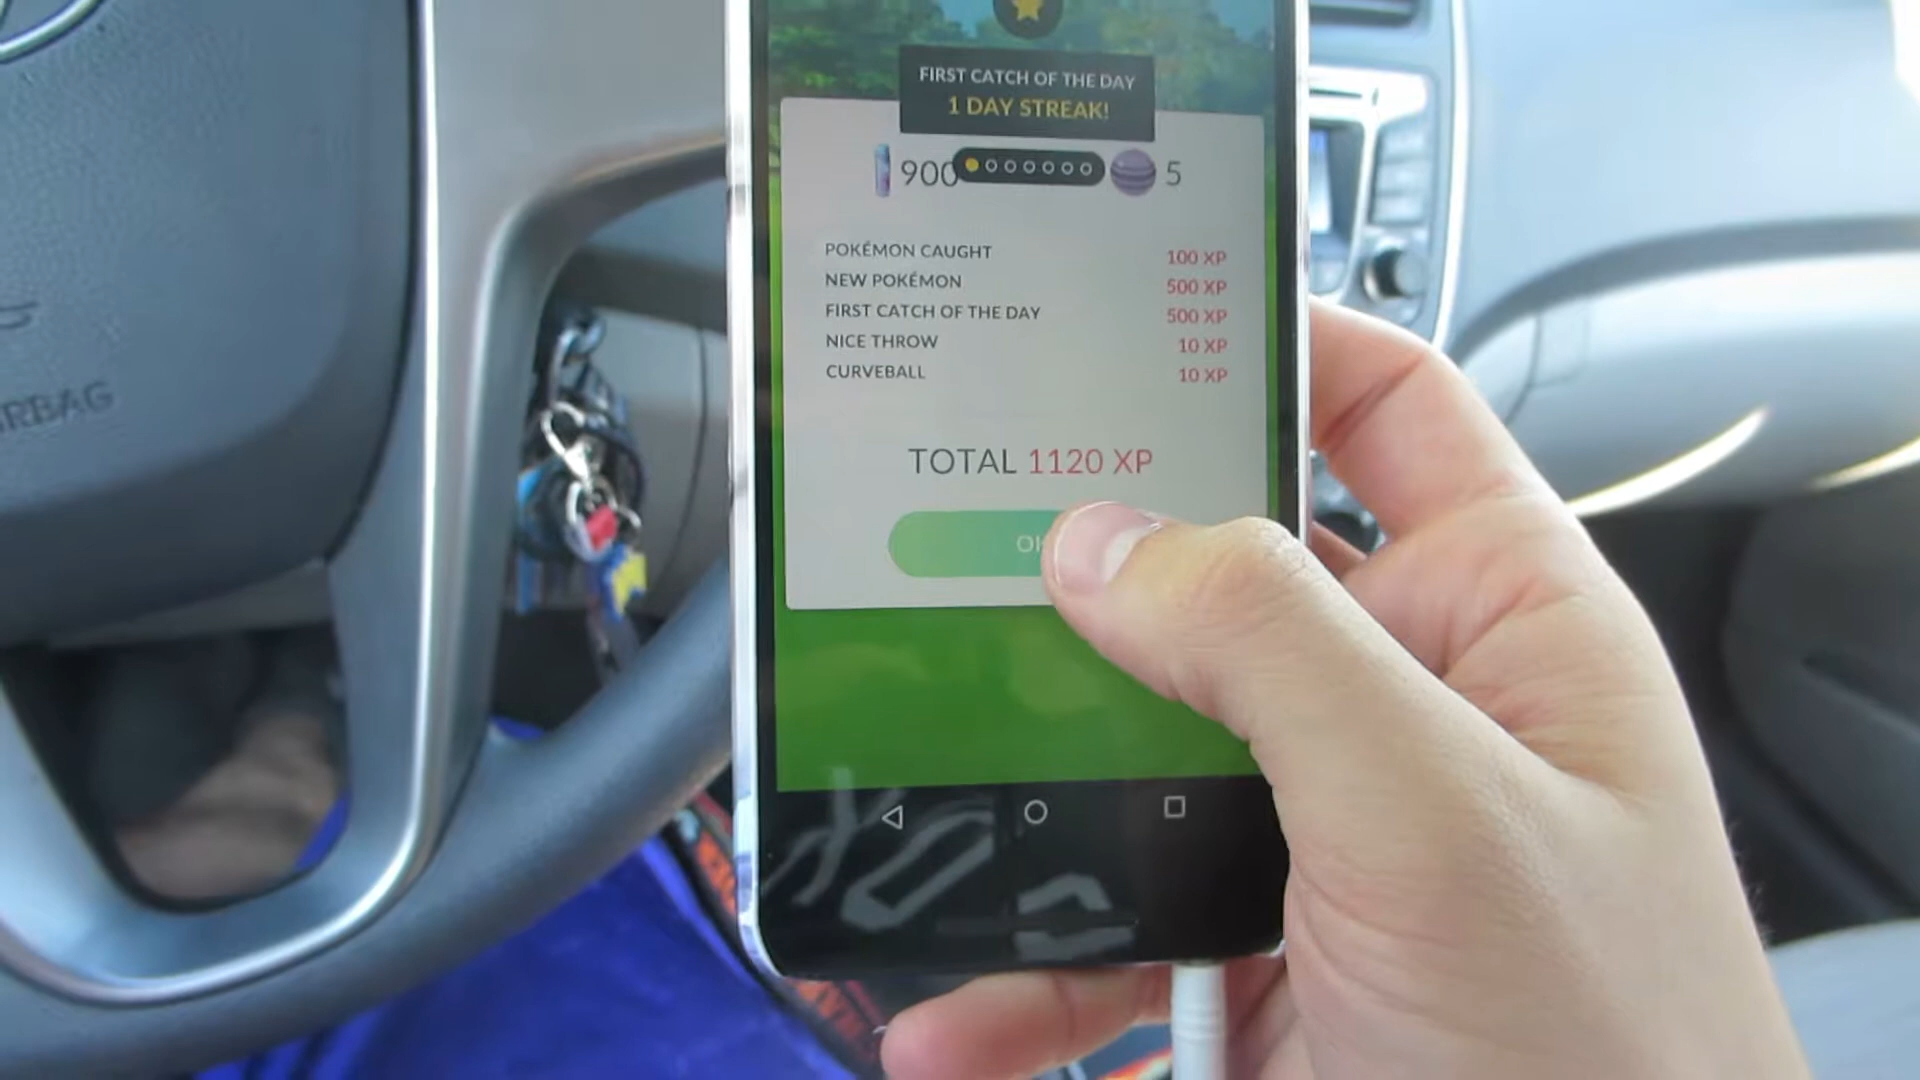 FIRST CATCH OF THE DAY
1 DAY STREAK!
900 5
POKÉMON CAUGHT 100 XP
NEW POKÉMON 500 XP
FIRST CATCH OF THE DAY 500 XP
NICE THROW 10 XP
CURVEBALL 10 XP
TOTAL 1120 XP